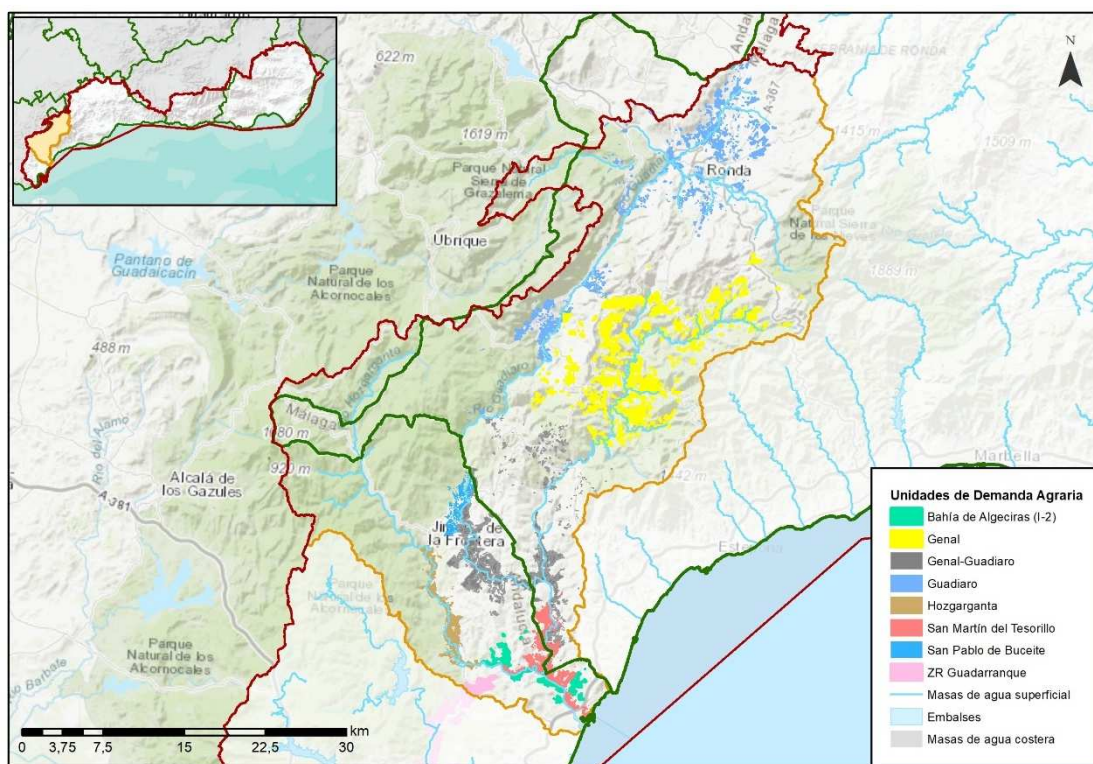 N
622 m
SERRANÍA DE RONDA
A-367
1415 m
1509 m
1619 m
Parque Natural
Sierra de
Grazalema
Ronda
Ubrique
Parque
Natural Sierra
de las Nieves
1889 m
Pantano de
Guadalcacín
Parque
Natural de los
Alcornocales
488 m
Río Hozgarganta
Río Guadiaro
Málaga
Río del Álamo
1080 m
920 m
Alcalá de
los Gazules
A-381
Marbella
Jimena de
la Frontera
Estepona
Andalucía
Parque
Natural de los
Alcornocales
Parque
Natural de los
Alcornocales
Río Barbate
km
0 3,75 7,5 15 22,5 30
Unidades de Demanda Agraria
Bahía de Algeciras (I-2)
Genal
Genal-Guadiaro
Guadiaro
Hozgarganta
San Martín del Tesorillo
San Pablo de Buceite
ZR Guadarranque
Masas de agua superficial
Embalses
Masas de agua costera